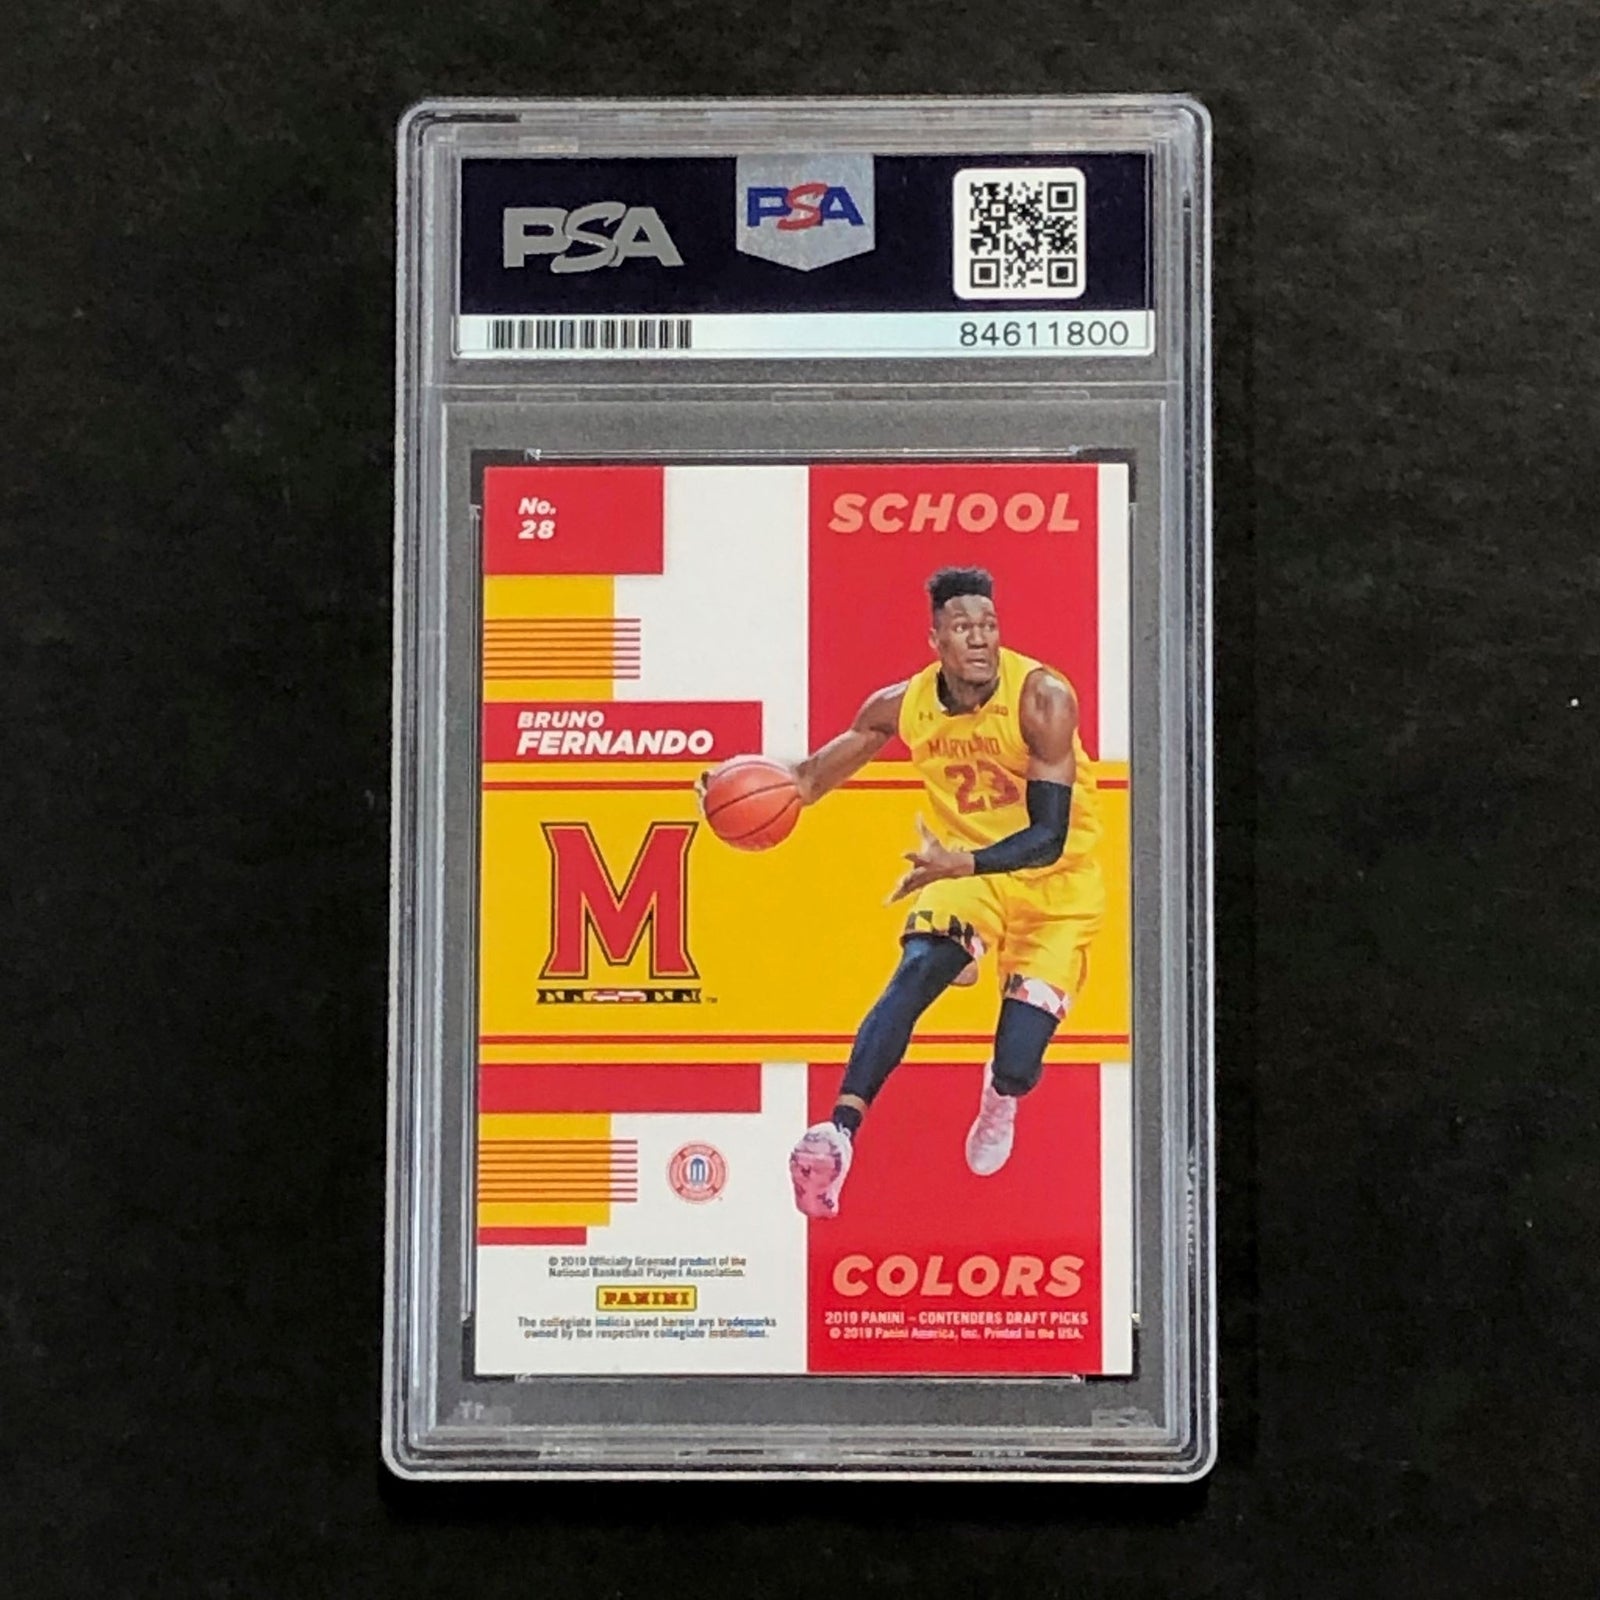 PSA
PSA
84611800
No.
28
SCHOOL
BRUNO
FERNANDO
MARYLAND
23
M
TM
© 2019 Officially licensed product of the
National Basketball Players Association.
PANINI
The collegiate indicia used herein are trademarks
owned by the respective collegiate institutions.
COLORS
2019 PANINI – CONTENDERS DRAFT PICKS
© 2019 Panini America, Inc. Printed in the USA.